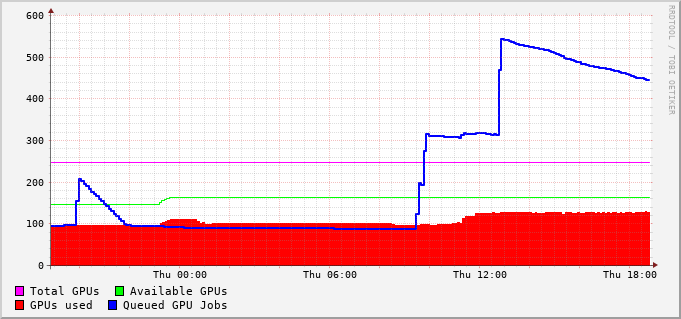 600
500
400
300
200
100
0
Thu 00:00 Thu 06:00 Thu 12:00 Thu 18:00
Total GPUs Available GPUs
GPUs used Queued GPU Jobs
RRDTOOL / TOBI OETIKER